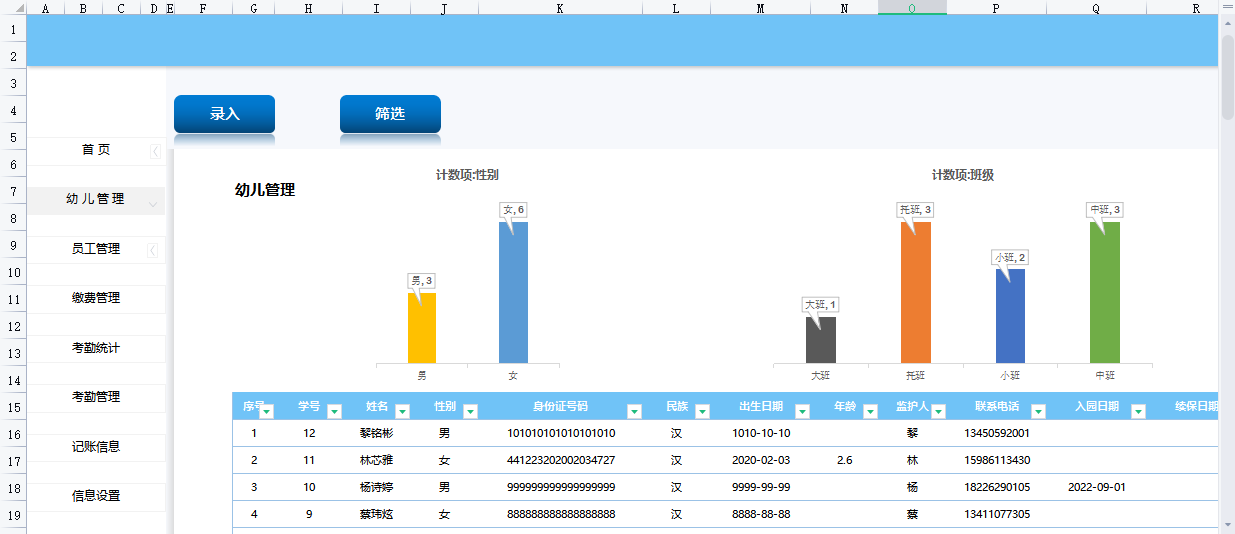 A B C D E F G H I J K L M N O P Q R
1
2
3
4
录入 筛选
5
首 页
6
计数项:性别 计数项:班级
7
幼 儿 管 理 幼儿管理
8
女, 6 托班, 3 中班, 3
9
员工管理
小班, 2
10
男, 3
11
缴费管理
大班, 1
12
13
考勤统计
14
男 女 大班 托班 小班 中班
考勤管理
15
序号 学号 姓名 性别 身份证号码 民族 出生日期 年龄 监护人 联系电话 入园日期 续保日期
16
1 12 黎铭彬 男 101010101010101010 汉 1010-10-10 黎 13450592001
记账信息
17
2 11 林芯雅 女 441223202002034727 汉 2020-02-03 2.6 林 15986113430
18
3 10 杨诗婷 男 999999999999999999 汉 9999-99-99 杨 18226290105 2022-09-01
信息设置
19
4 9 蔡玮炫 女 888888888888888888 汉 8888-88-88 蔡 13411077305